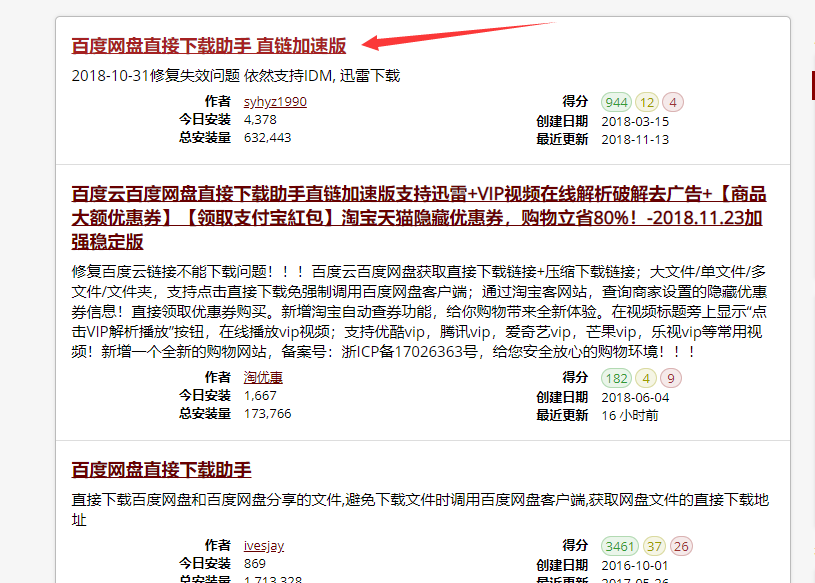 百度网盘直接下载助手 直链加速版
2018-10-31修复失效问题 依然支持IDM, 迅雷下载
作者 syhyz1990 得分 944 12 4
今日安装 4,378 创建日期 2018-03-15
总安装量 632,443 最近更新 2018-11-13
百度云百度网盘直接下载助手直链加速版支持迅雷+VIP视频在线解析破解去广告+【商品
大额优惠券】【领取支付宝红包】淘宝天猫隐藏优惠券，购物立省80%！-2018.11.23加
强稳定版
修复百度云链接不能下载问题！！！百度云百度网盘获取直接下载链接+压缩下载链接；大文件/单文件/多
文件/文件夹，支持点击直接下载免强制调用百度网盘客户端；通过淘客网站，查询商家设置的隐藏优惠
券信息！直接领取优惠券购买。新增淘宝自动查券功能，给你购物带来全新体验。在视频标题旁上显示“点
击VIP解析播放”按钮，在线播放vip视频；支持优酷vip，腾讯vip，爱奇艺vip，芒果vip，乐视vip等常用视
频！新增一个全新的购物网站，备案号：浙ICP备17026363号，给您安全放心的购物环境！！！
作者 淘优惠 得分 182 4 9
今日安装 1,667 创建日期 2018-06-04
总安装量 173,766 最近更新 16 小时前
百度网盘直接下载助手
直接下载百度网盘和百度网盘分享的文件,避免下载文件时调用百度网盘客户端,获取网盘文件的直接下载地
址
作者 ivesjay 得分 3461 37 26
今日安装 869 创建日期 2016-10-01
总安装量 1,713,328 最近更新 2017-05-26